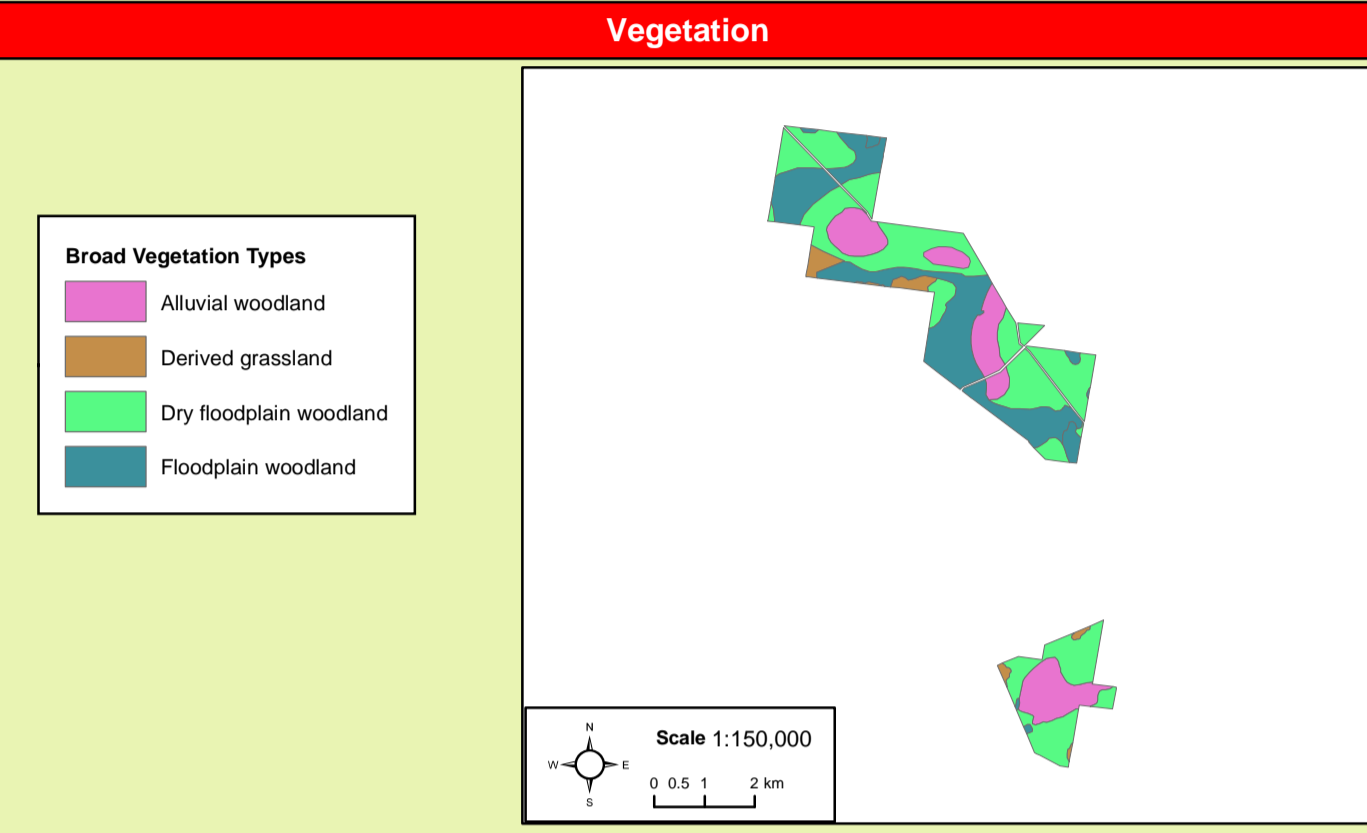 Vegetation
Broad Vegetation Types
Alluvial woodland
Derived grassland
Dry floodplain woodland
Floodplain woodland
N
W E
S
Scale 1:150,000
0 0.5 1 2 km